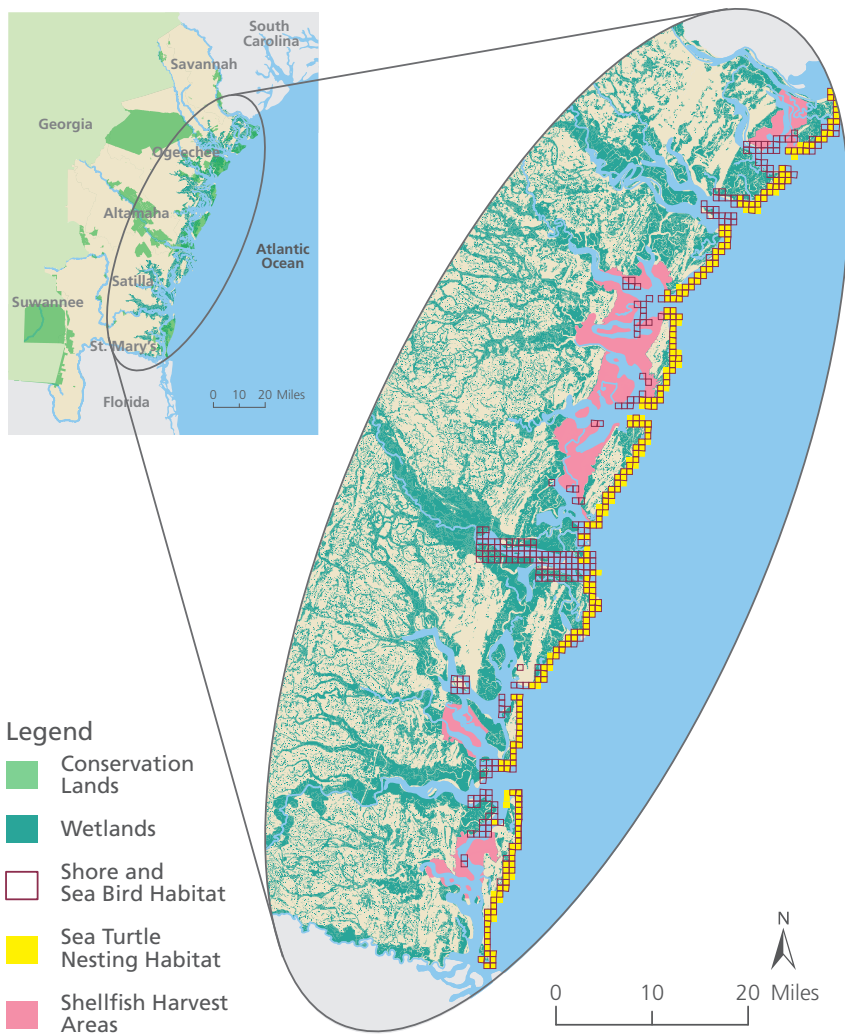 South
Carolina
Savannah
Georgia
Ogeechee
Altamaha
Atlantic
Ocean
Satilla
Suwannee
St. Mary's
Florida
0 10 20 Miles
Legend
Conservation
Lands
Wetlands
Shore and
Sea Bird Habitat
Sea Turtle
Nesting Habitat
Shellfish Harvest
Areas
N
0 10 20 Miles